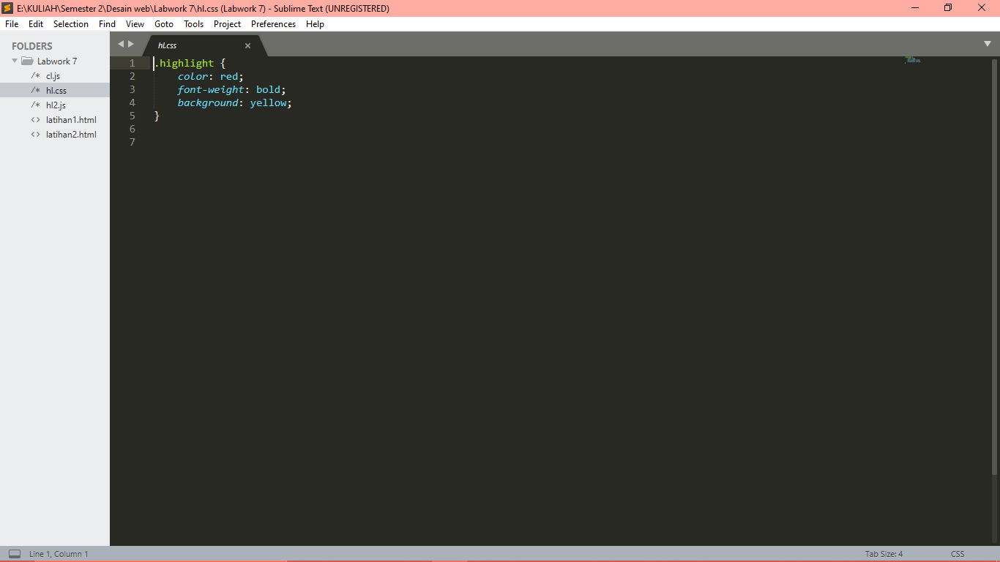 E:\KULIAH\Semester 2\Desain web\Labwork 7\hl.css (Labwork 7) - Sublime Text (UNREGISTERED)
File Edit Selection Find View Goto Tools Project Preferences Help
FOLDERS
Labwork 7
/* cl.js
/* hl.css
/* hl2.js
<> latihan1.html
<> latihan2.html
hl.css
1 .highlight {
2     color: red;
3     font-weight: bold;
4     background: yellow;
5 }
6
7
Line 1, Column 1 Tab Size: 4 CSS